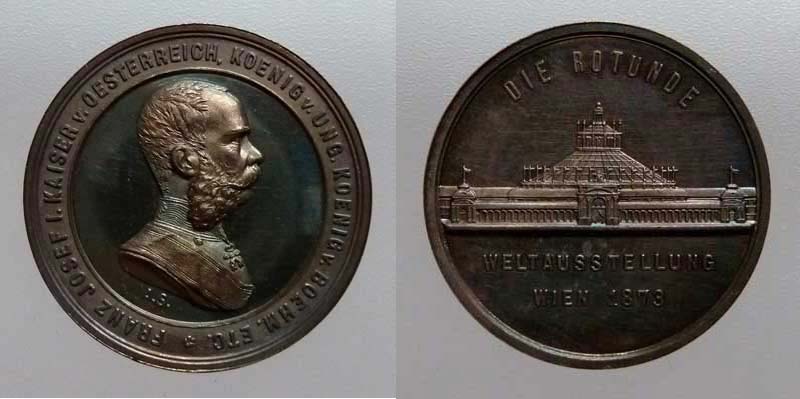 FRANZ JOSEF I. KAISER v. OESTERREICH, KOENIG v. UNG. KOENIG v. BOEHM. ETC.
DIE ROTUNDE
WELTAUSSTELLUNG
WIEN 1873